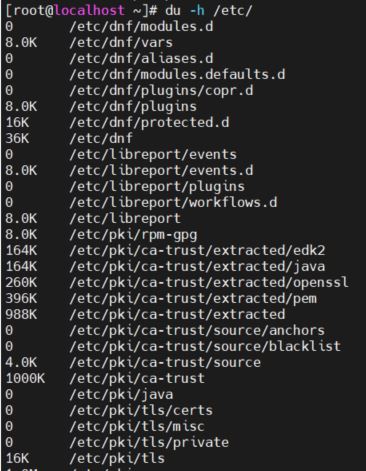 [root@localhost ~]# du -h /etc/
0 /etc/dnf/modules.d
8.0K /etc/dnf/vars
0 /etc/dnf/aliases.d
0 /etc/dnf/modules.defaults.d
0 /etc/dnf/plugins/copr.d
8.0K /etc/dnf/plugins
16K /etc/dnf/protected.d
36K /etc/dnf
0 /etc/libreport/events
8.0K /etc/libreport/events.d
0 /etc/libreport/plugins
0 /etc/libreport/workflows.d
8.0K /etc/libreport
8.0K /etc/pki/rpm-gpg
164K /etc/pki/ca-trust/extracted/edk2
164K /etc/pki/ca-trust/extracted/java
260K /etc/pki/ca-trust/extracted/openssl
396K /etc/pki/ca-trust/extracted/pem
988K /etc/pki/ca-trust/extracted
0 /etc/pki/ca-trust/source/anchors
0 /etc/pki/ca-trust/source/blacklist
4.0K /etc/pki/ca-trust/source
1000K /etc/pki/ca-trust
0 /etc/pki/java
0 /etc/pki/tls/certs
0 /etc/pki/tls/misc
0 /etc/pki/tls/private
16K /etc/pki/tls